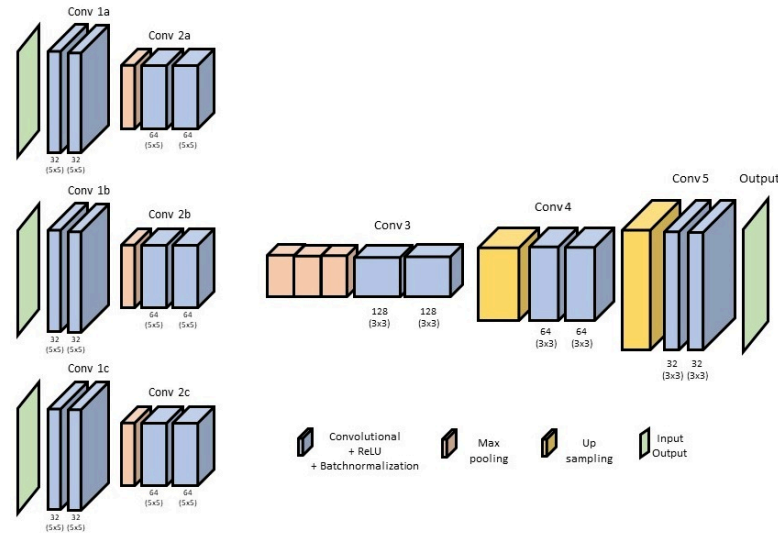 Conv 1a
Conv 2a
32 32
(5x5) (5x5)
64 64
(5x5) (5x5)
Conv 1b
Conv 2b
32 32
(5x5) (5x5)
64 64
(5x5) (5x5)
Conv 1c
Conv 2c
32 32
(5x5) (5x5)
64 64
(5x5) (5x5)
Conv 3
128 128
(3x3) (3x3)
Conv 4
64 64
(3x3) (3x3)
Conv 5
32 32
(3x3) (3x3)
Output
Convolutional
+ ReLU
+ Batchnormalization
Max
pooling
Up
sampling
Input
Output